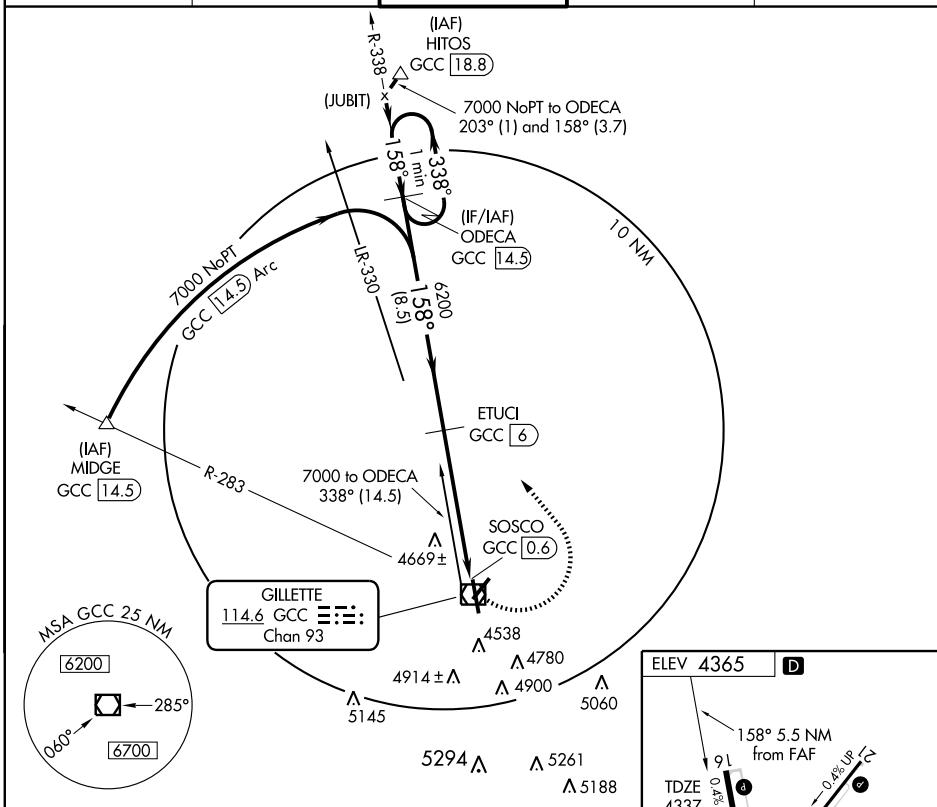 (IAF)
HITOS
GCC 18.8
R-338
(JUBIT)
7000 NoPT to ODECA
203° (1) and 158° (3.7)
158°
1 min
338°
(IF/IAF)
ODECA
GCC 14.5
10 NM
7000 NoPT
GCC 14.5 Arc
LR-330
6200
158°
(8.5)
ETUCI
GCC 6
(IAF)
MIDGE
GCC 14.5
R-283
7000 to ODECA
338° (14.5)
SOSCO
GCC 0.6
4669±
GILLETTE
114.6 GCC
Chan 93
4538
4780
4914±
4900
5060
5145
5294
5261
5188
MSA GCC 25 NM
6200
285°
060°
6700
ELEV 4365 D
158° 5.5 NM
from FAF
16
21
TDZE
4337
0.4%
0.4% UP
P
P